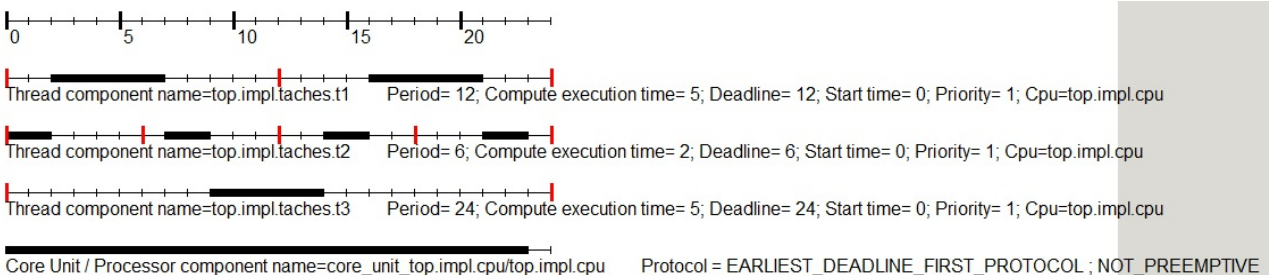 0 5 10 15 20
Thread component name=top.impl.taches.t1 Period= 12; Compute execution time= 5; Deadline= 12; Start time= 0; Priority= 1; Cpu=top.impl.cpu
Thread component name=top.impl.taches.t2 Period= 6; Compute execution time= 2; Deadline= 6; Start time= 0; Priority= 1; Cpu=top.impl.cpu
Thread component name=top.impl.taches.t3 Period= 24; Compute execution time= 5; Deadline= 24; Start time= 0; Priority= 1; Cpu=top.impl.cpu
Core Unit / Processor component name=core_unit_top.impl.cpu/top.impl.cpu Protocol = EARLIEST_DEADLINE_FIRST_PROTOCOL ; NOT_PREEMPTIVE